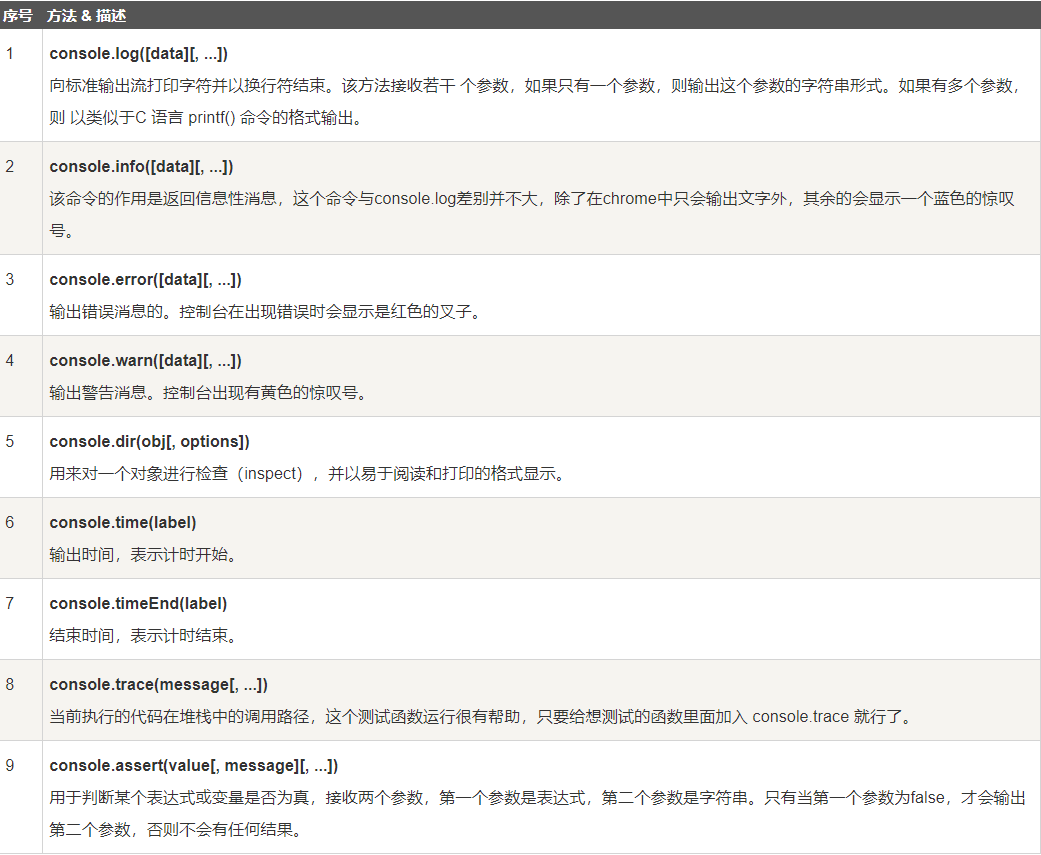 序号 方法 & 描述
1 console.log([data][, ...])
向标准输出流打印字符并以换行符结束。该方法接收若干 个参数，如果只有一个参数，则输出这个参数的字符串形式。如果有多个参数，
则 以类似于C 语言 printf() 命令的格式输出。
2 console.info([data][, ...])
该命令的作用是返回信息性消息，这个命令与console.log差别并不大，除了在chrome中只会输出文字外，其余的会显示一个蓝色的惊叹
号。
3 console.error([data][, ...])
输出错误消息的。控制台在出现错误时会显示是红色的叉子。
4 console.warn([data][, ...])
输出警告消息。控制台出现有黄色的惊叹号。
5 console.dir(obj[, options])
用来对一个对象进行检查（inspect），并以易于阅读和打印的格式显示。
6 console.time(label)
输出时间，表示计时开始。
7 console.timeEnd(label)
结束时间，表示计时结束。
8 console.trace(message[, ...])
当前执行的代码在堆栈中的调用路径，这个测试函数运行很有帮助，只要给想测试的函数里面加入 console.trace 就行了。
9 console.assert(value[, message][, ...])
用于判断某个表达式或变量是否为真，接收两个参数，第一个参数是表达式，第二个参数是字符串。只有当第一个参数为false，才会输出
第二个参数，否则不会有任何结果。